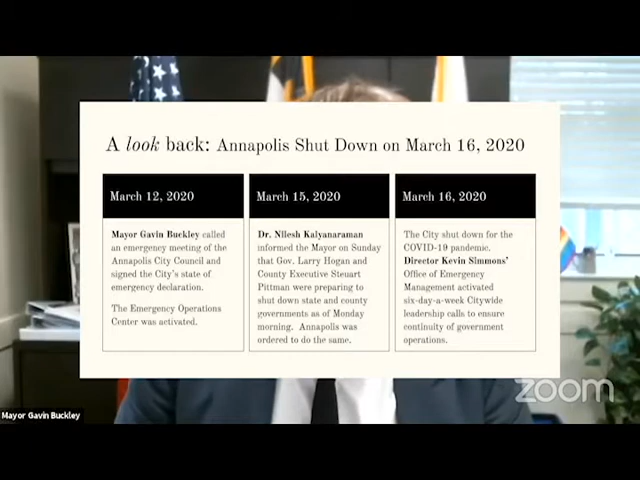 A look back: Annapolis Shut Down on March 16, 2020
March 12, 2020
Mayor Gavin Buckley called
an emergency meeting of the
Annapolis City Council and
signed the City's state of
emergency declaration.
The Emergency Operations
Center was activated.
March 15, 2020
Dr. Nilesh Kalyanaraman
informed the Mayor on Sunday
that Gov. Larry Hogan and
County Executive Steuart
Pittman were preparing to
shut down state and county
governments as of Monday
morning. Annapolis was
ordered to do the same.
March 16, 2020
The City shut down for the
COVID-19 pandemic.
Director Kevin Simmons'
Office of Emergency
Management activated
six-day-a-week Citywide
leadership calls to ensure
continuity of government
operations.
zoom
Mayor Gavin Buckley